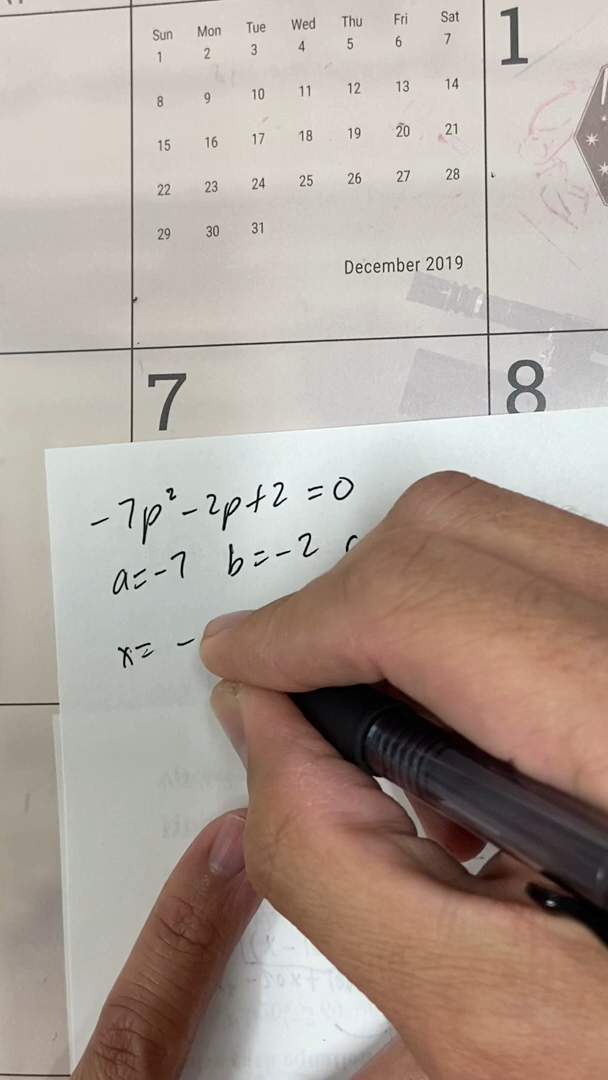 Sun Mon Tue Wed Thu Fri Sat
1 2 3 4 5 6 7
8 9 10 11 12 13 14
15 16 17 18 19 20 21
22 23 24 25 26 27 28
29 30 31
December 2019
1
7
8
-7p²-2p+2=0
a=-7 b=-2
x= -